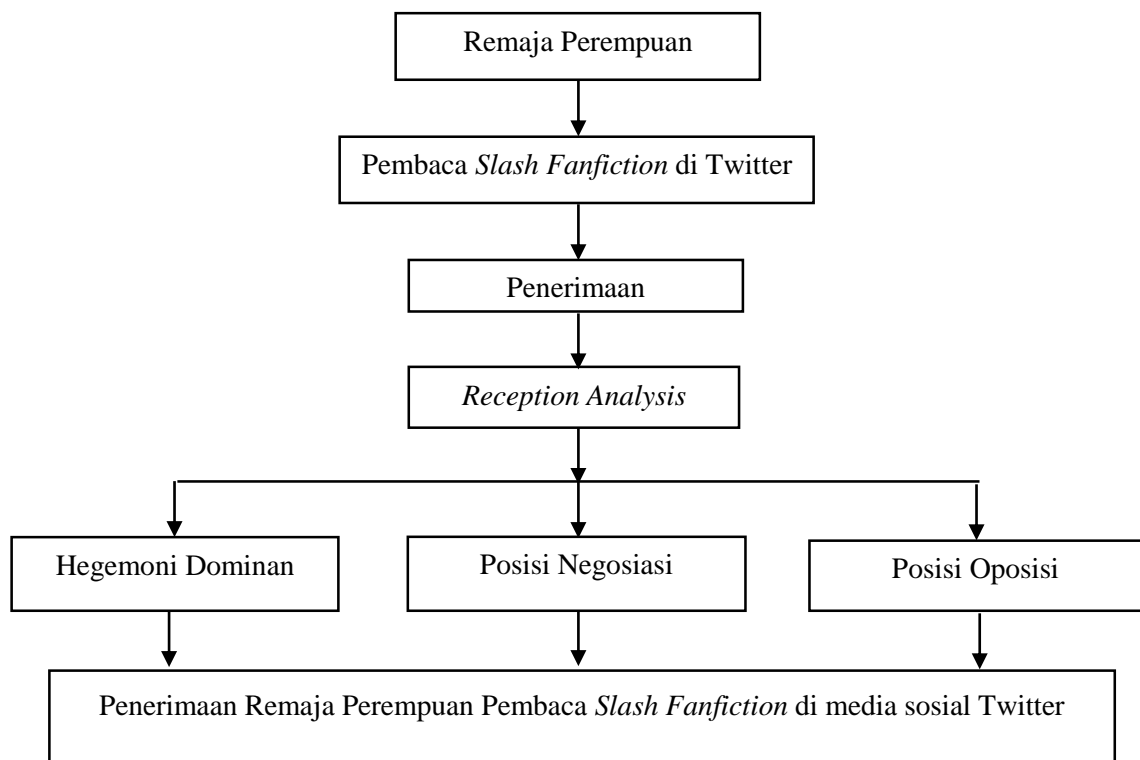 Remaja Perempuan
Pembaca Slash Fanfiction di Twitter
Penerimaan
Reception Analysis
Hegemoni Dominan
Posisi Negosiasi
Posisi Oposisi
Penerimaan Remaja Perempuan Pembaca Slash Fanfiction di media sosial Twitter